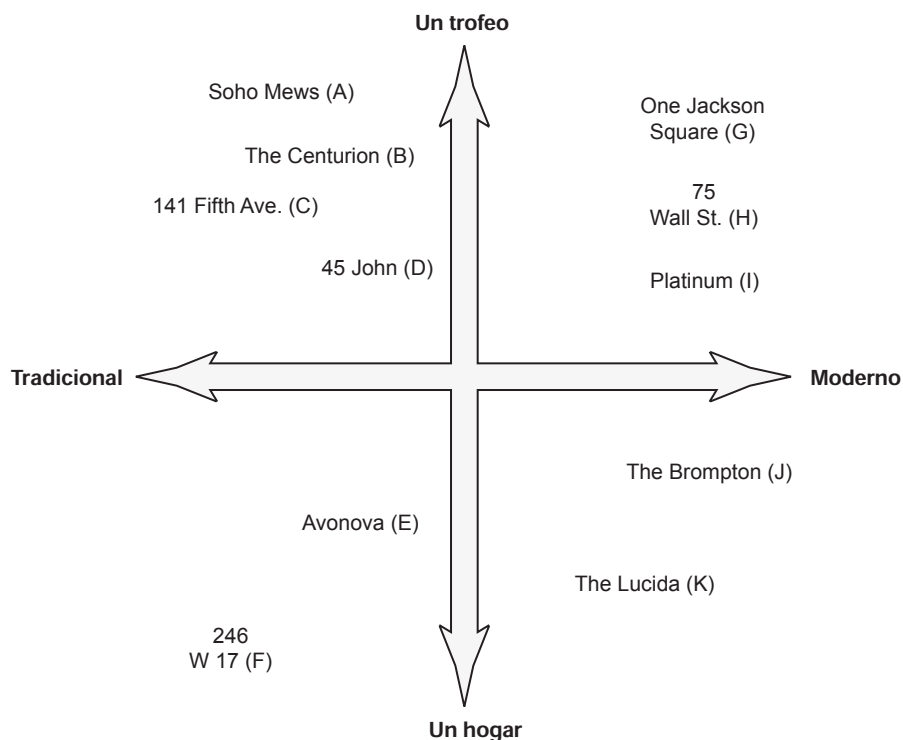 Un trofeo
Soho Mews (A)
One Jackson
Square (G)
The Centurion (B)
141 Fifth Ave. (C)
75
Wall St. (H)
45 John (D)
Platinum (I)
Tradicional
Moderno
The Brompton (J)
Avonova (E)
The Lucida (K)
246
W 17 (F)
Un hogar